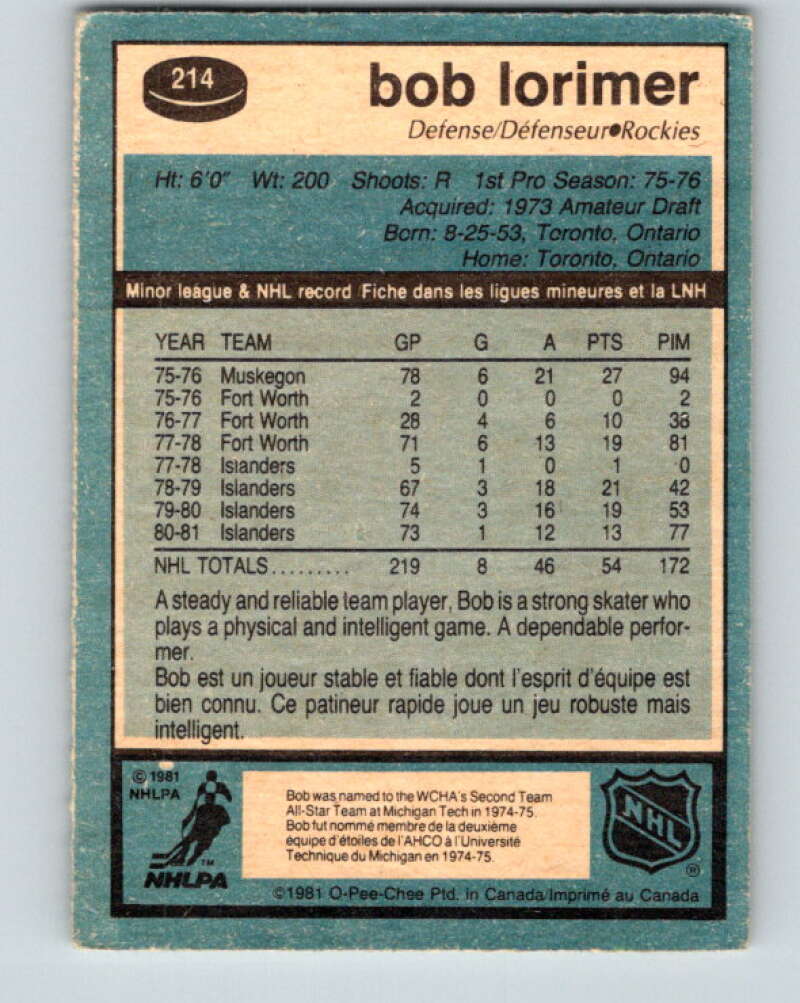 214
bob lorimer
Defense/Défenseur●Rockies
Ht: 6'0" Wt: 200 Shoots: R 1st Pro Season: 75-76
Acquired: 1973 Amateur Draft
Born: 8-25-53, Toronto, Ontario
Home: Toronto, Ontario
Minor league & NHL record/Fiche dans les ligues mineures et la LNH
YEAR TEAM GP G A PTS PIM
75-76 Muskegon 78 6 21 27 94
75-76 Fort Worth 2 0 0 0 2
76-77 Fort Worth 28 4 6 10 38
77-78 Fort Worth 71 6 13 19 81
77-78 Islanders 5 1 0 1 0
78-79 Islanders 67 3 18 21 42
79-80 Islanders 74 3 16 19 53
80-81 Islanders 73 1 12 13 77
NHL TOTALS......... 219 8 46 54 172
A steady and reliable team player, Bob is a strong skater who
plays a physical and intelligent game. A dependable perfor-
mer.
Bob est un joueur stable et fiable dont l'esprit d'équipe est
bien connu. Ce patineur rapide joue un jeu robuste mais
intelligent.
© 1981
NHLPA
TM
NHLPA
Bob was named to the WCHA's Second Team
All-Star Team at Michigan Tech in 1974-75.
Bob fut nommé membre de la deuxième
équipe d'étoiles de l'AHCO à l'Université
Technique du Michigan en 1974-75.
NHL
®
©1981 O-Pee-Chee Ptd. in Canada/Imprimé au Canada